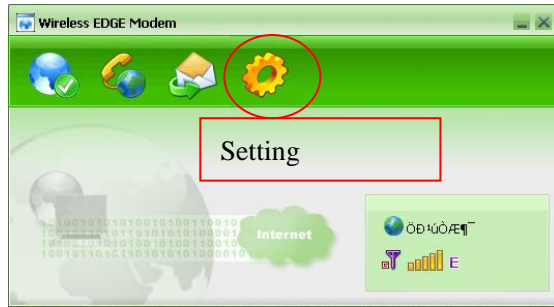 Wireless EDGE Modem
Setting
Internet
ÖÐ¹úÒÆ¶¯
E